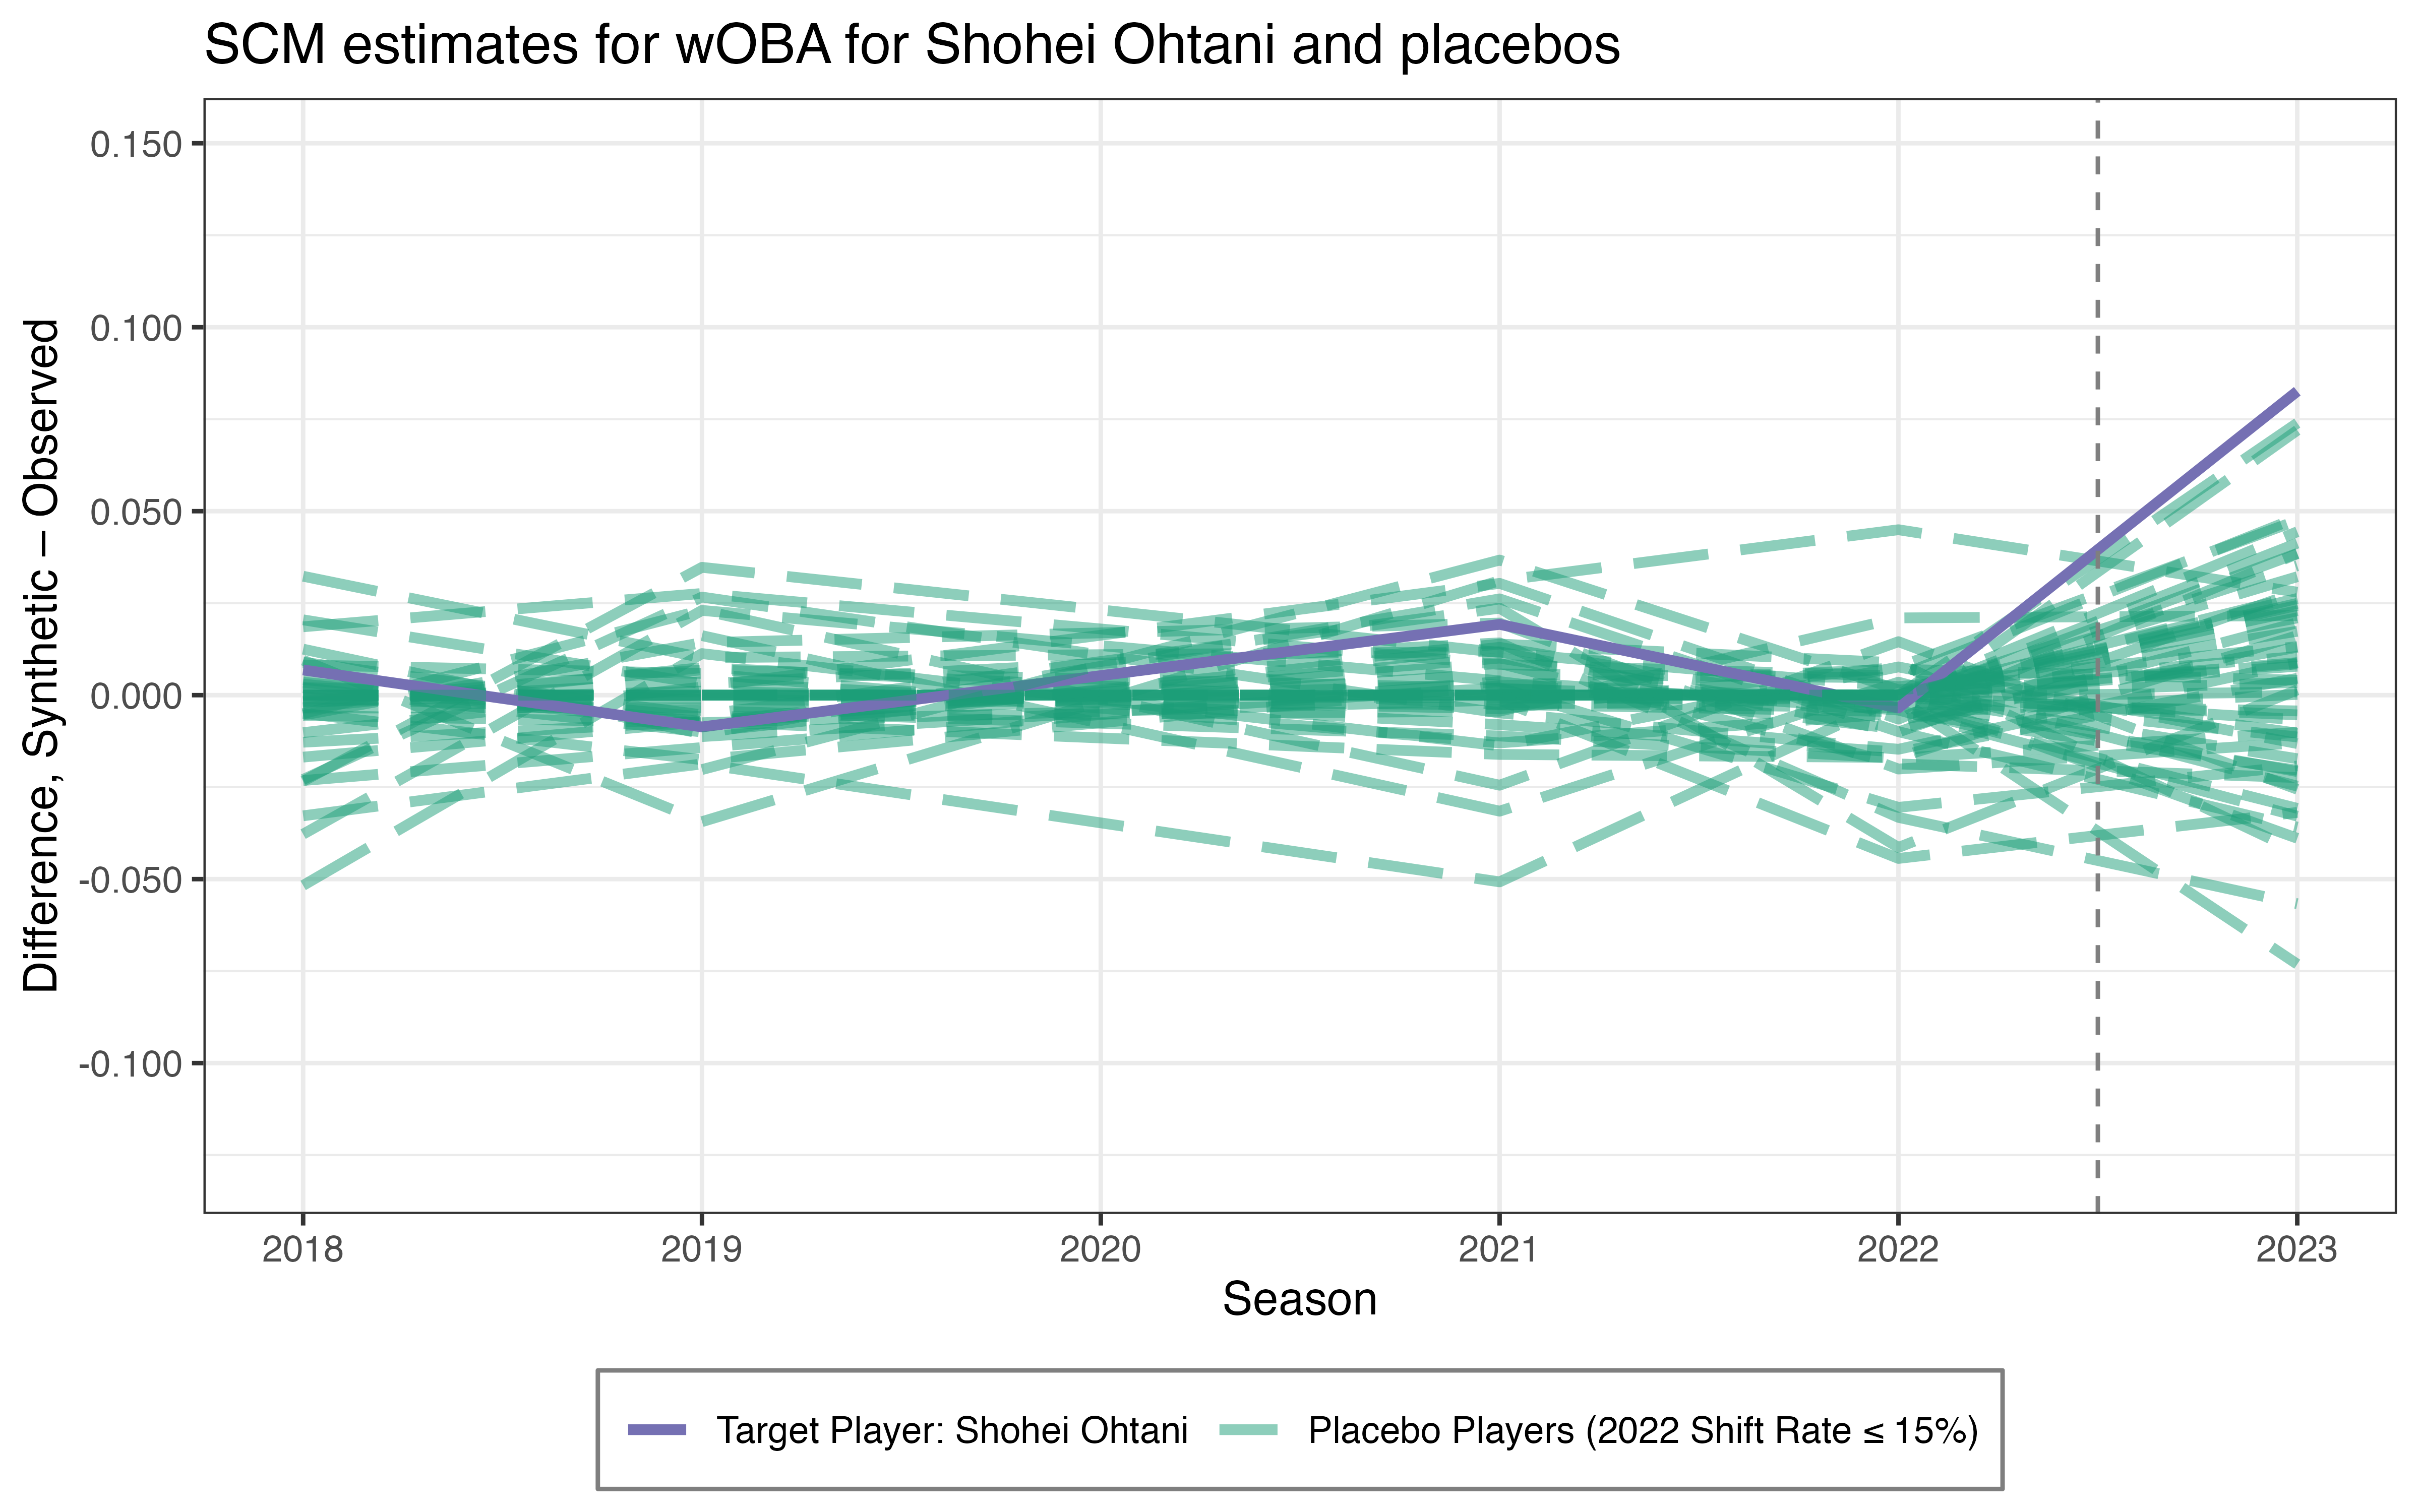 SCM estimates for wOBA for Shohei Ohtani and placebos
Difference, Synthetic – Observed
0.150
0.100
0.050
0.000
-0.050
-0.100
2018 2019 2020 2021 2022 2023
Season
Target Player: Shohei Ohtani Placebo Players (2022 Shift Rate ≤ 15%)